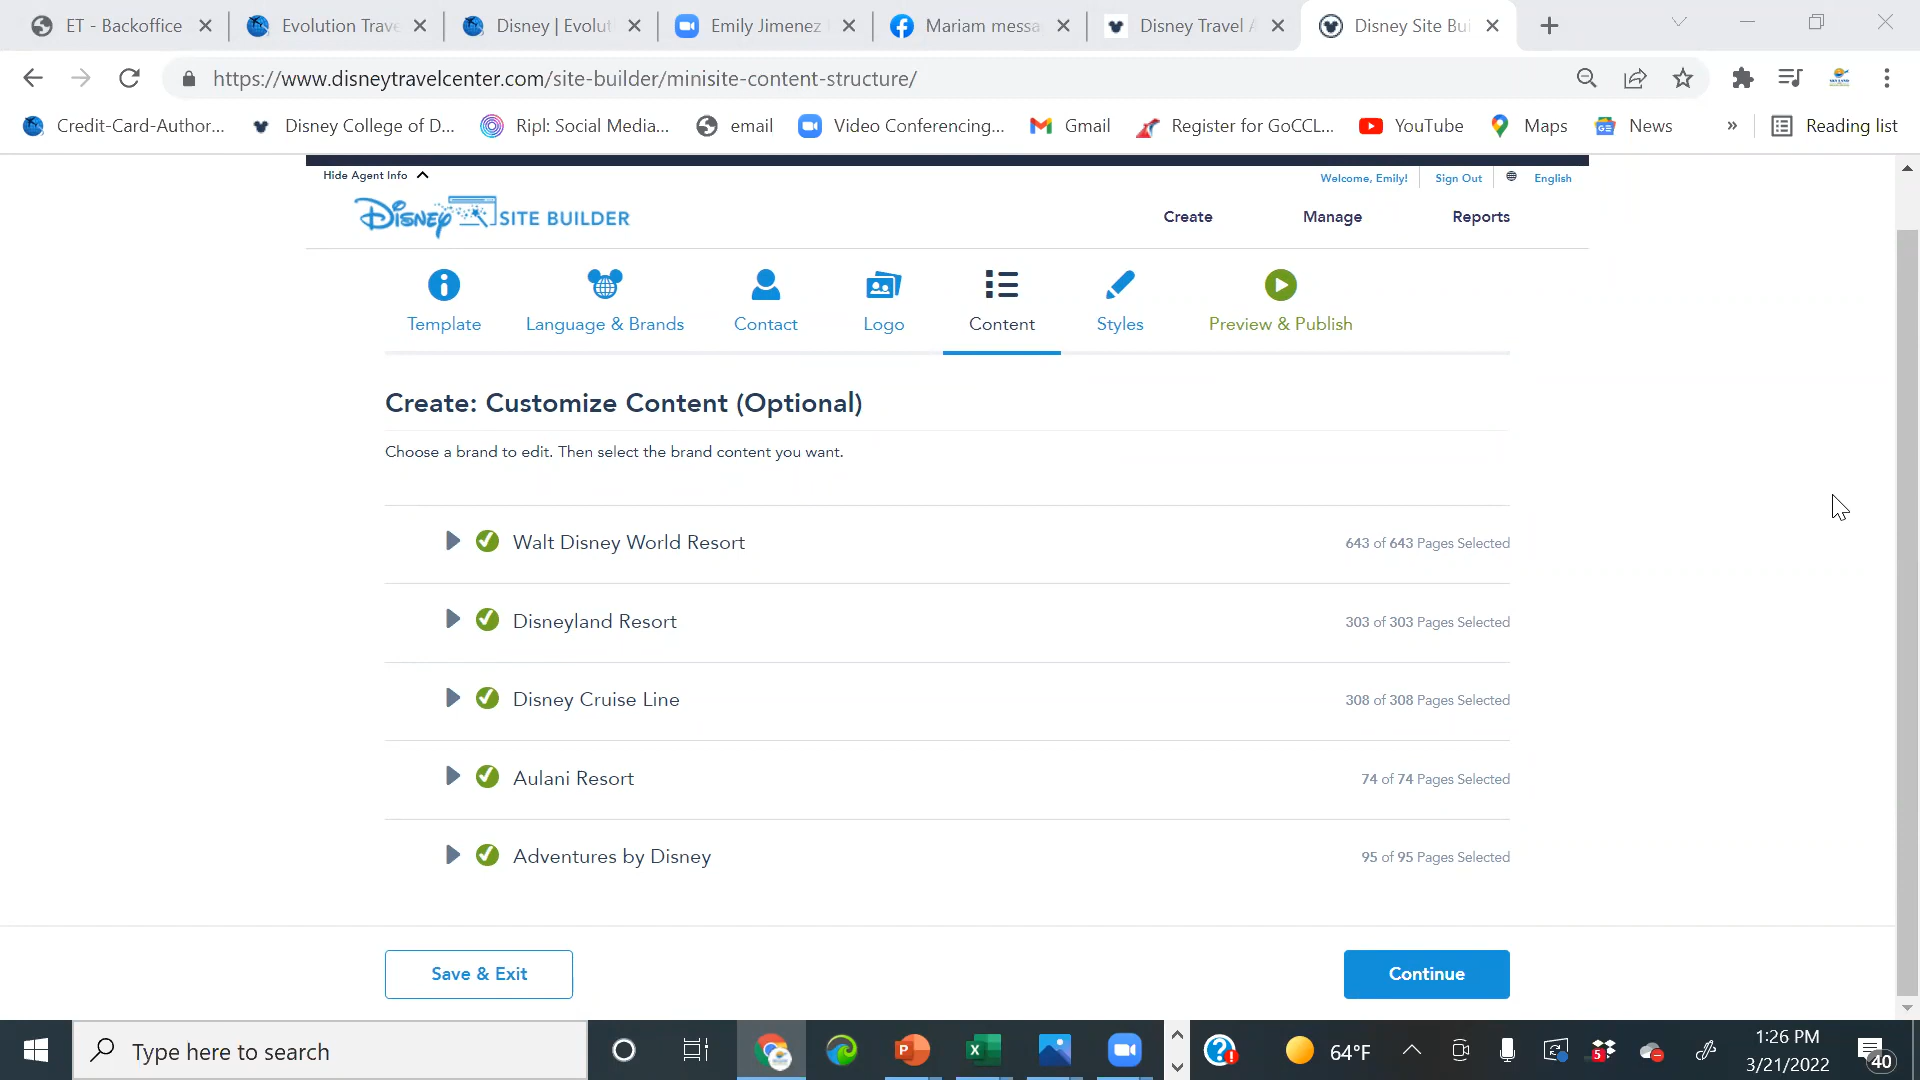 ET - Backoffice
Evolution Trave
Disney | Evolut
Emily Jimenez
Mariam messa
Disney Travel A
Disney Site Bui
https://www.disneytravelcenter.com/site-builder/minisite-content-structure/
Credit-Card-Author...
Disney College of D...
Ripl: Social Media...
email
Video Conferencing...
Gmail
Register for GoCCL...
YouTube
Maps
News
»
Reading list
Hide Agent Info
Welcome, Emily!
Sign Out
English
Disney SITE BUILDER
Create
Manage
Reports
Template
Language & Brands
Contact
Logo
Content
Styles
Preview & Publish
Create: Customize Content (Optional)
Choose a brand to edit. Then select the brand content you want.
Walt Disney World Resort
643 of 643 Pages Selected
Disneyland Resort
303 of 303 Pages Selected
Disney Cruise Line
308 of 308 Pages Selected
Aulani Resort
74 of 74 Pages Selected
Adventures by Disney
95 of 95 Pages Selected
Save & Exit
Continue
Type here to search
64°F
5
1:26 PM
3/21/2022
40